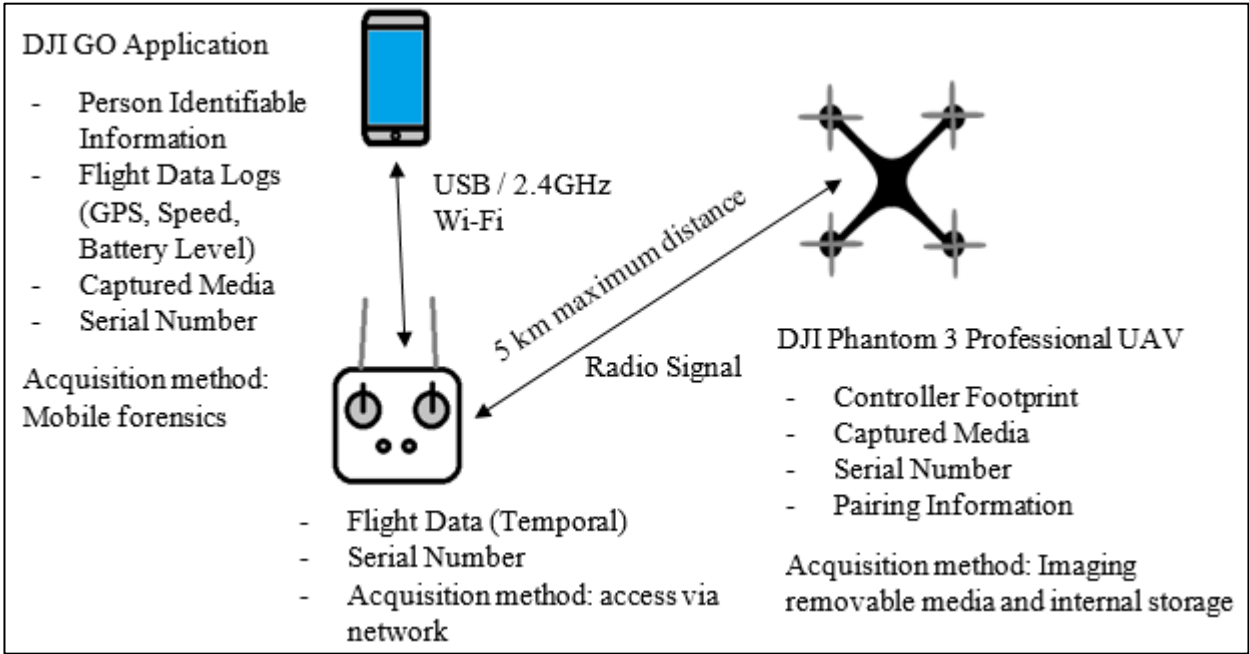 DJI GO Application
- Person Identifiable
Information
- Flight Data Logs
(GPS, Speed,
Battery Level)
- Captured Media
- Serial Number
Acquisition method:
Mobile forensics
USB / 2.4GHz
Wi-Fi
5 km maximum distance
Radio Signal
- Flight Data (Temporal)
- Serial Number
- Acquisition method: access via
network
DJI Phantom 3 Professional UAV
- Controller Footprint
- Captured Media
- Serial Number
- Pairing Information
Acquisition method: Imaging
removable media and internal storage